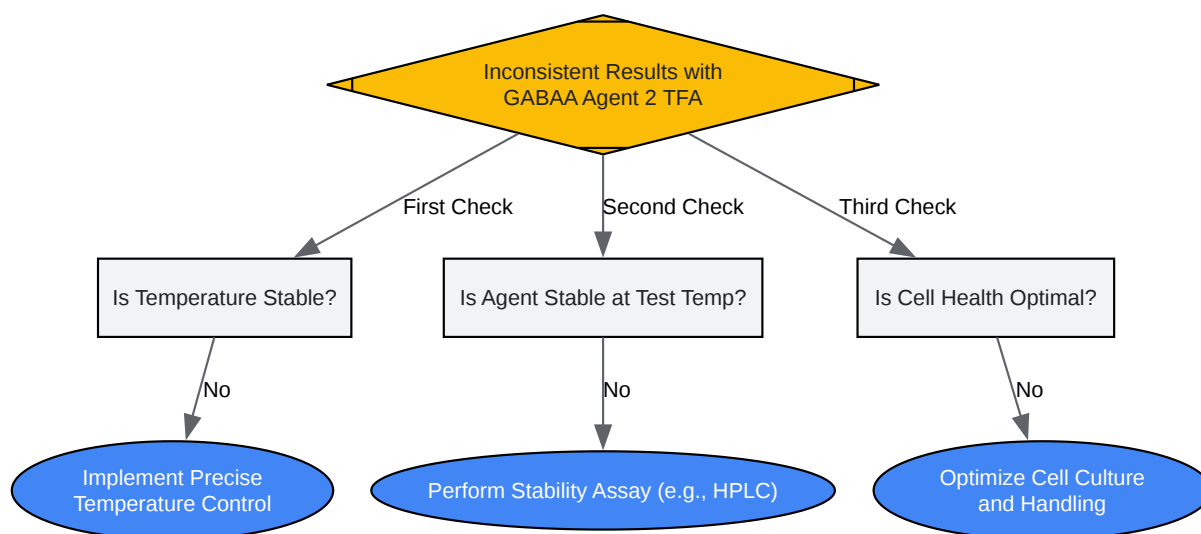 Inconsistent Results with
GABAA Agent 2 TFA
First Check
Second Check
Third Check
Is Temperature Stable?
Is Agent Stable at Test Temp?
Is Cell Health Optimal?
No
No
No
Implement Precise
Temperature Control
Perform Stability Assay (e.g., HPLC)
Optimize Cell Culture
and Handling